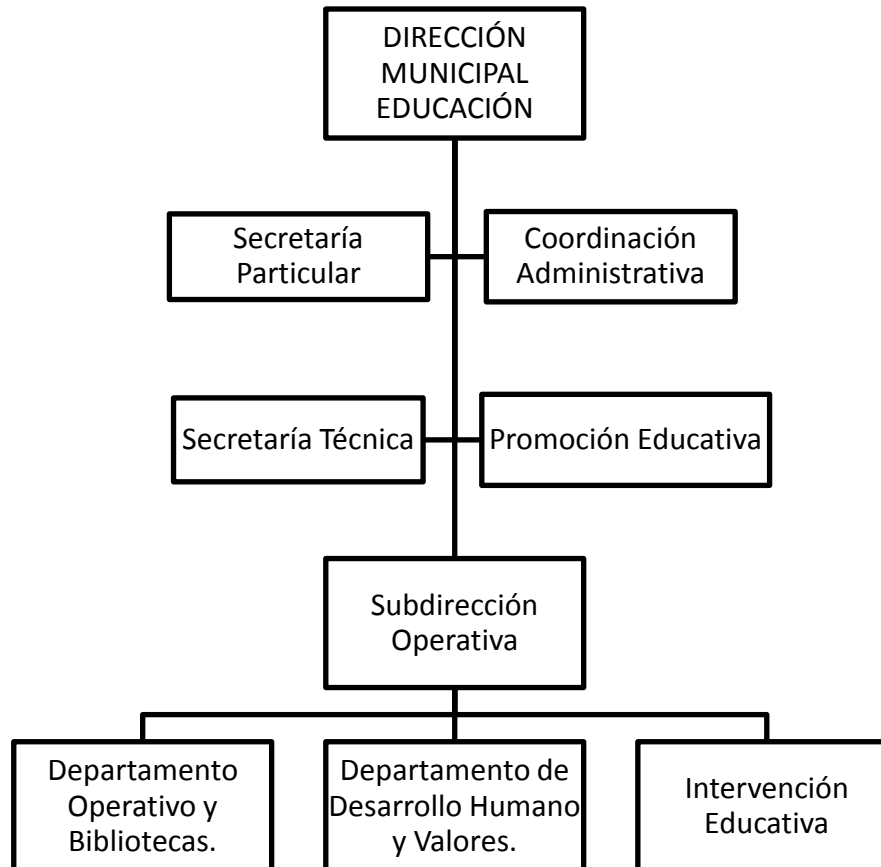 DIRECCIÓN
MUNICIPAL
EDUCACIÓN
Secretaría
Particular
Coordinación
Administrativa
Secretaría Técnica
Promoción Educativa
Subdirección
Operativa
Departamento
Operativo y
Bibliotecas.
Departamento de
Desarrollo Humano
y Valores.
Intervención
Educativa